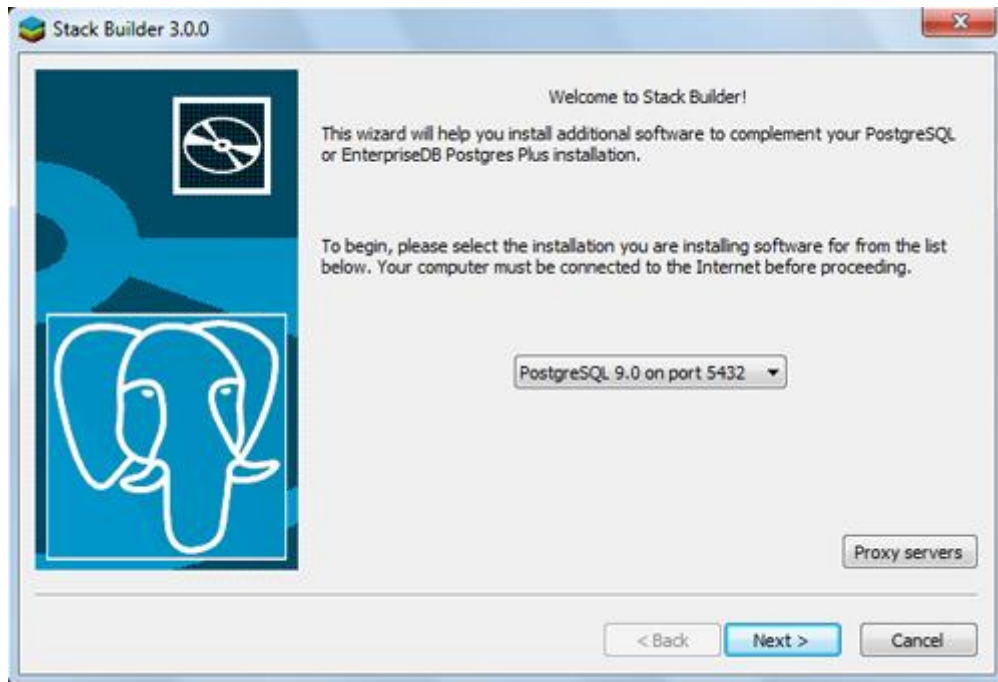 Stack Builder 3.0.0
Welcome to Stack Builder!
This wizard will help you install additional software to complement your PostgreSQL
or EnterpriseDB Postgres Plus installation.
To begin, please select the installation you are installing software for from the list
below. Your computer must be connected to the Internet before proceeding.
PostgreSQL 9.0 on port 5432
Proxy servers
< Back
Next >
Cancel